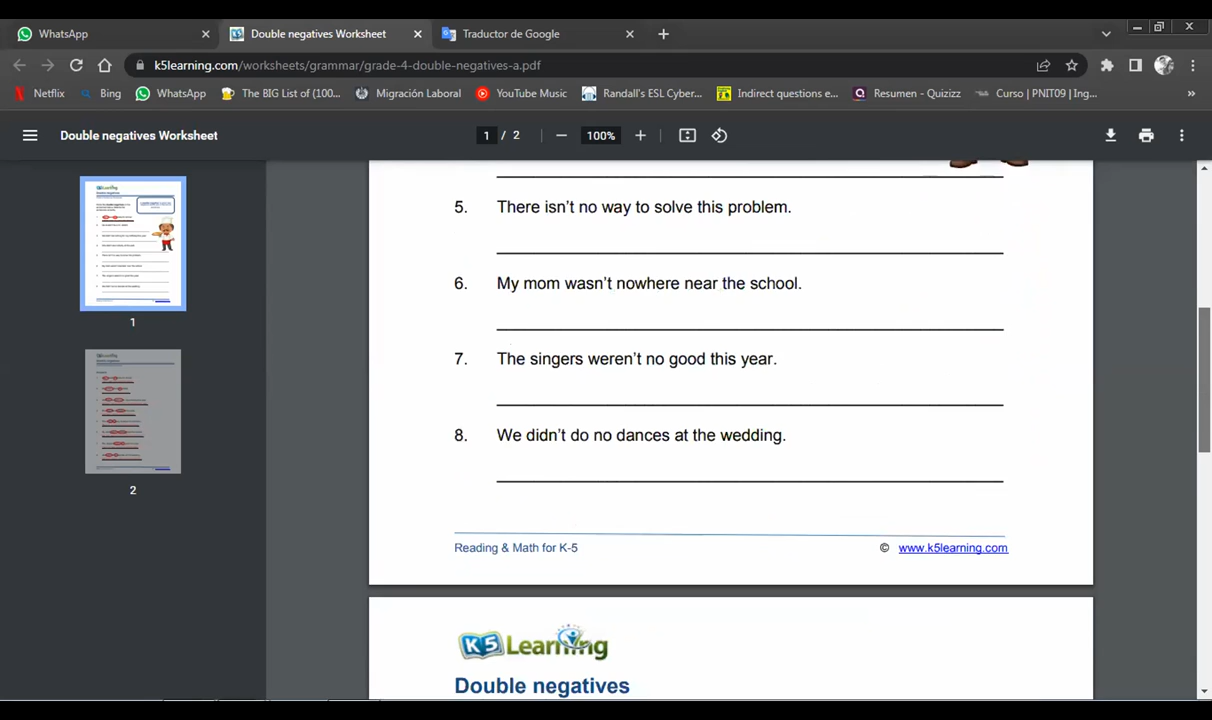 WhatsApp
Double negatives Worksheet
Traductor de Google
k5learning.com/worksheets/grammar/grade-4-double-negatives-a.pdf
Netflix
Bing
WhatsApp
The BIG List of (100...
Migración Laboral
YouTube Music
Randall's ESL Cyber...
Indirect questions e...
Resumen - Quizizz
Curso | PNIT09 | Ing...
»
Double negatives Worksheet
1 / 2
100%
1
2
5. There isn't no way to solve this problem.
6. My mom wasn't nowhere near the school.
7. The singers weren't no good this year.
8. We didn't do no dances at the wedding.
Reading & Math for K-5
© www.k5learning.com
K5 Learning
Double negatives